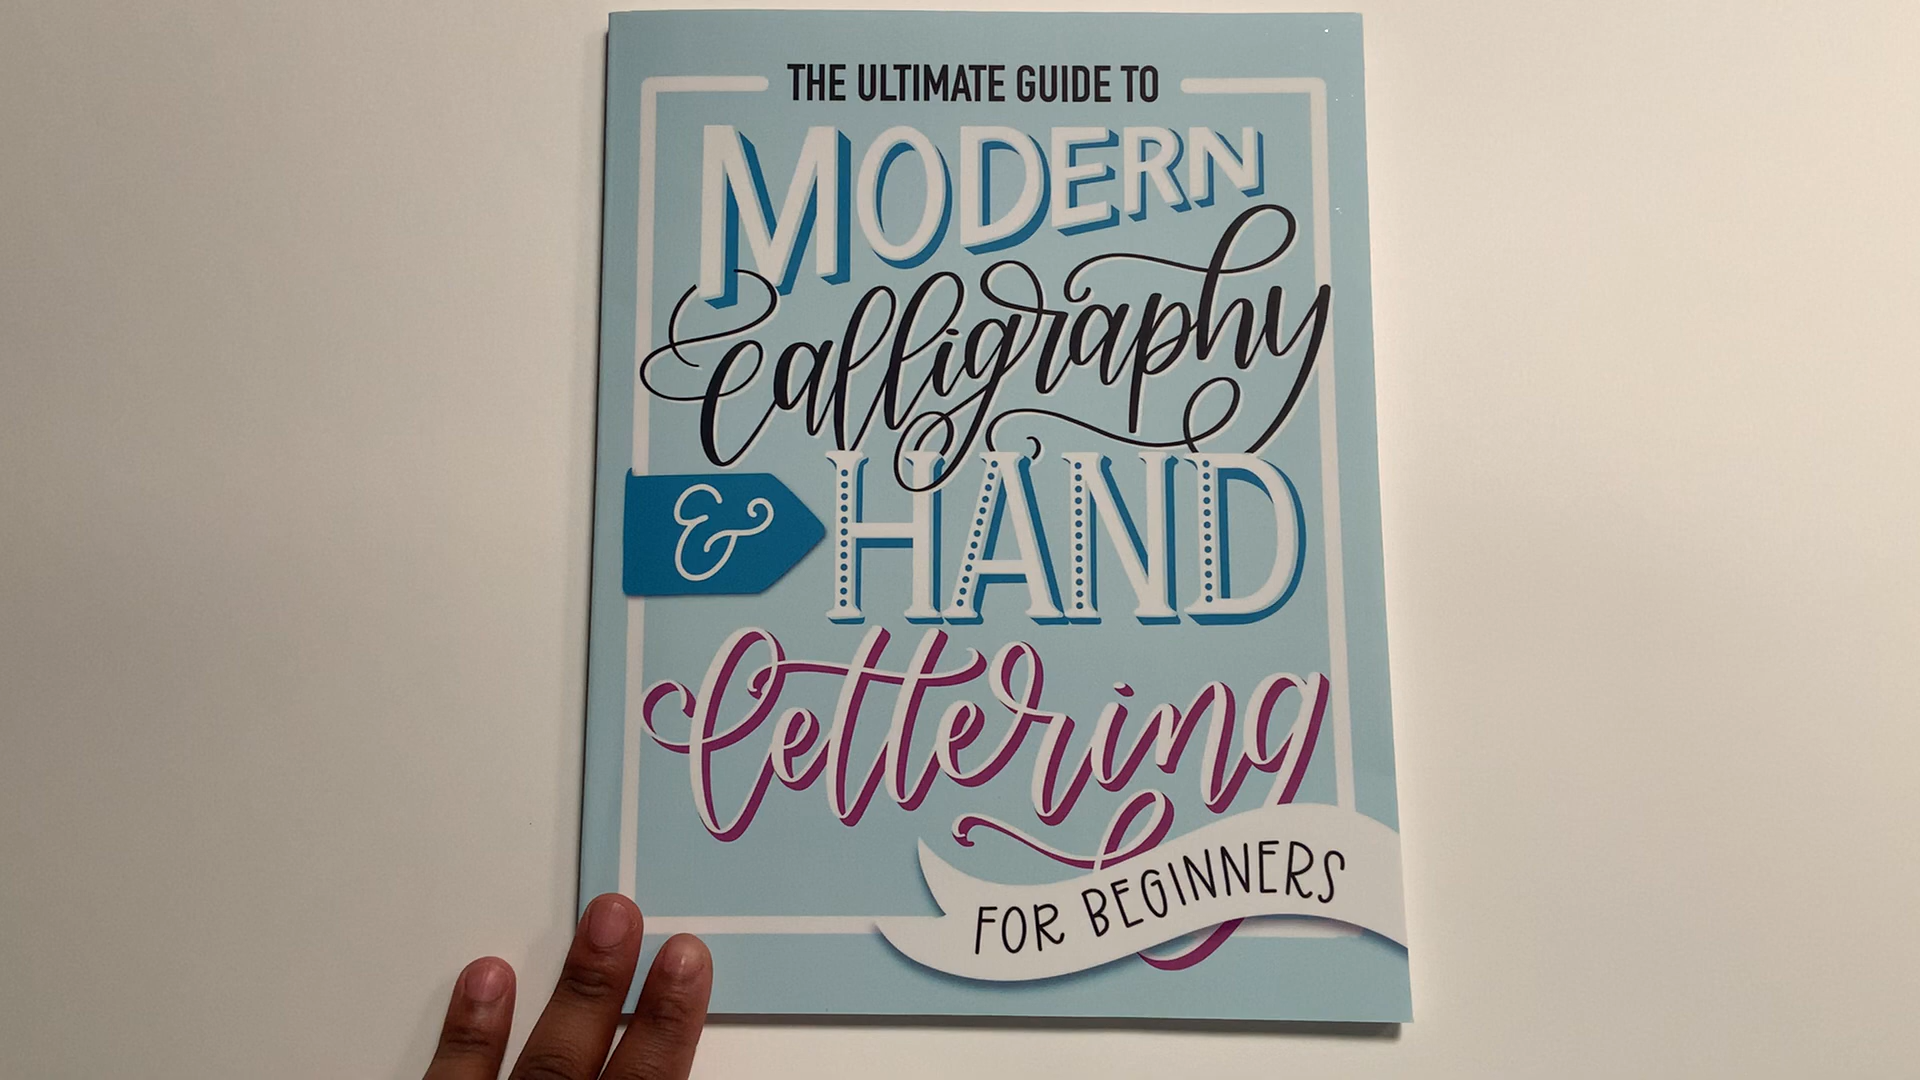 THE ULTIMATE GUIDE TO
MODERN
Calligraphy
& HAND
lettering
FOR BEGINNERS